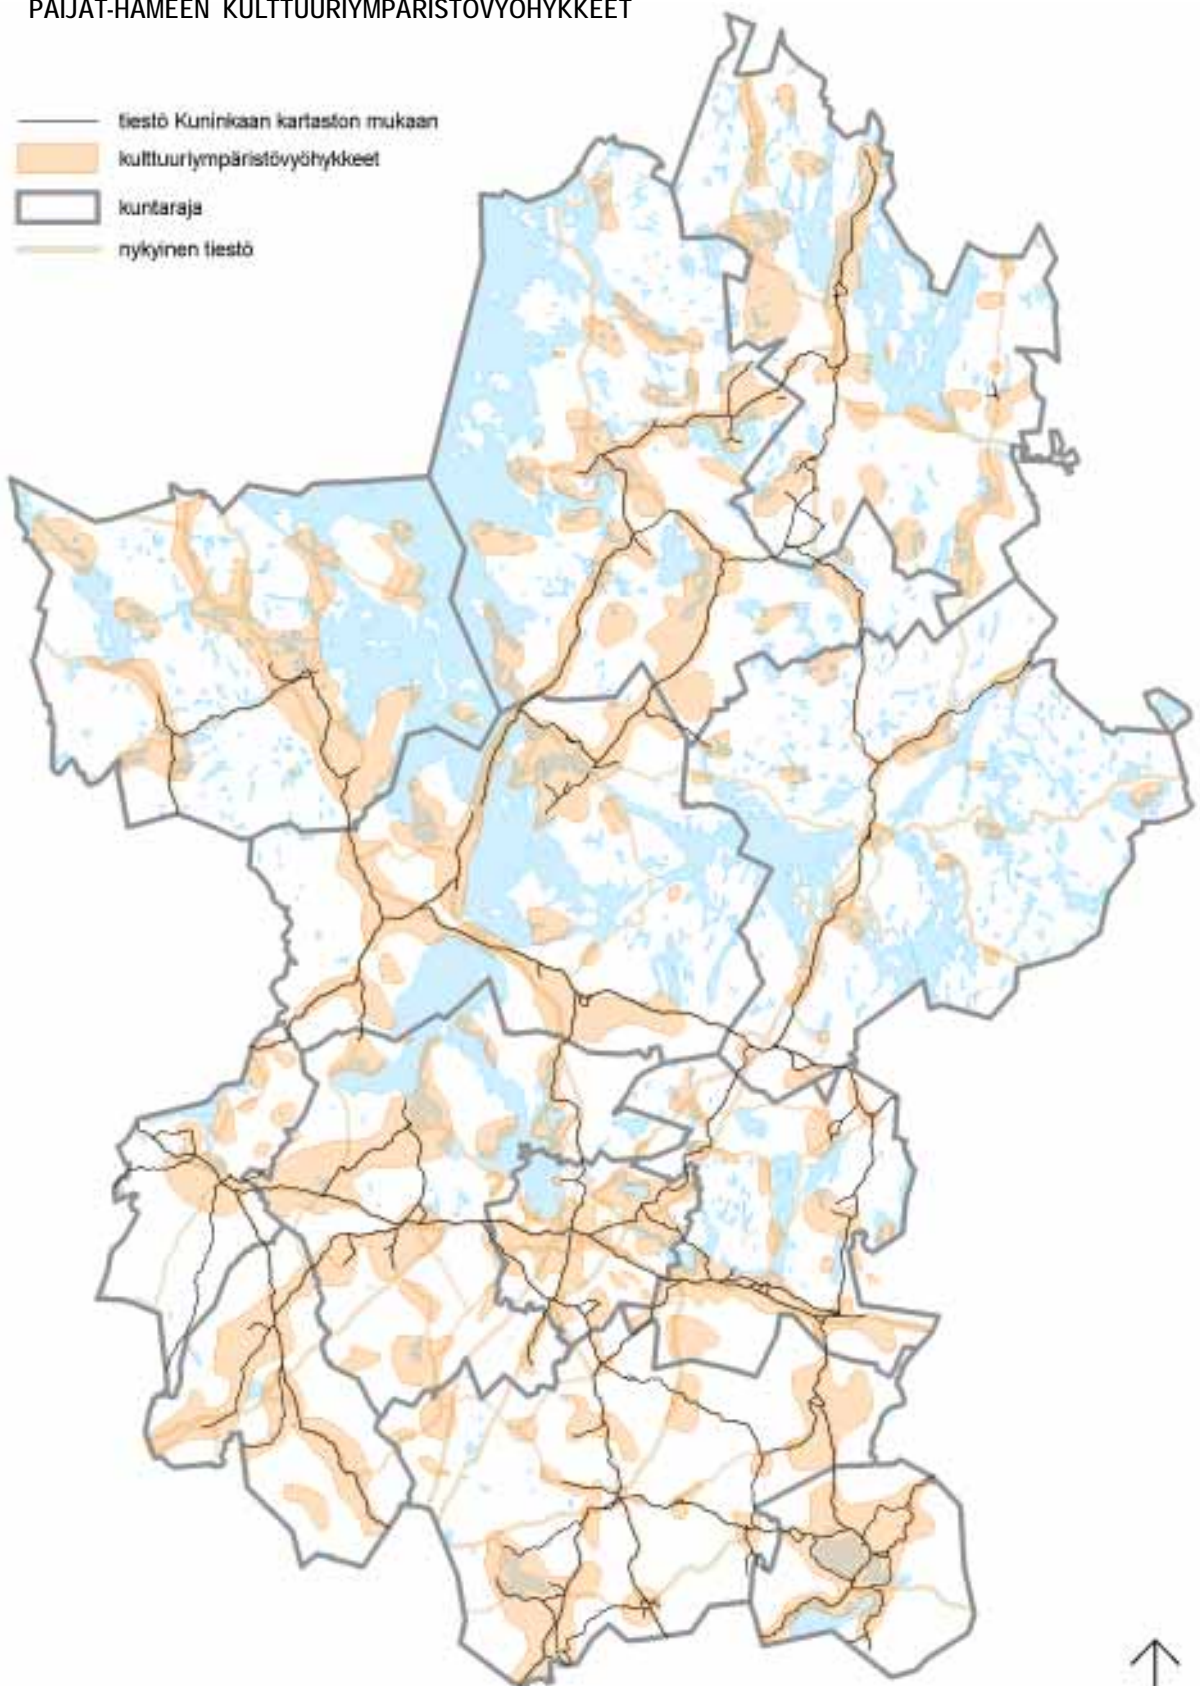 PÄIJÄT-HÄMEEN KULTTUURIYMPÄRISTÖVYÖHYKKEET
tiestö Kuninkaan kartaston mukaan
kulttuuriympäristövyöhykkeet
kuntaraja
nykyinen tiestö